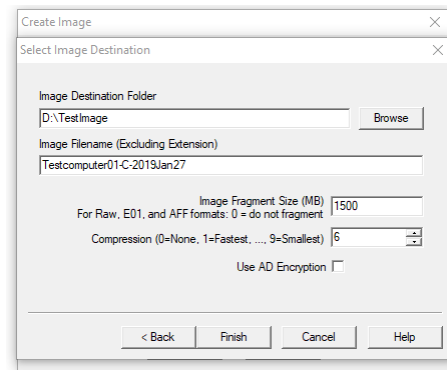 Create Image
Select Image Destination
Image Destination Folder
D:\TestImage
Browse
Image Filename (Excluding Extension)
Testcomputer01-C-2019Jan27
Image Fragment Size (MB)
For Raw, E01, and AFF formats: 0 = do not fragment
1500
Compression (0=None, 1=Fastest, ..., 9=Smallest)
6
Use AD Encryption
< Back
Finish
Cancel
Help